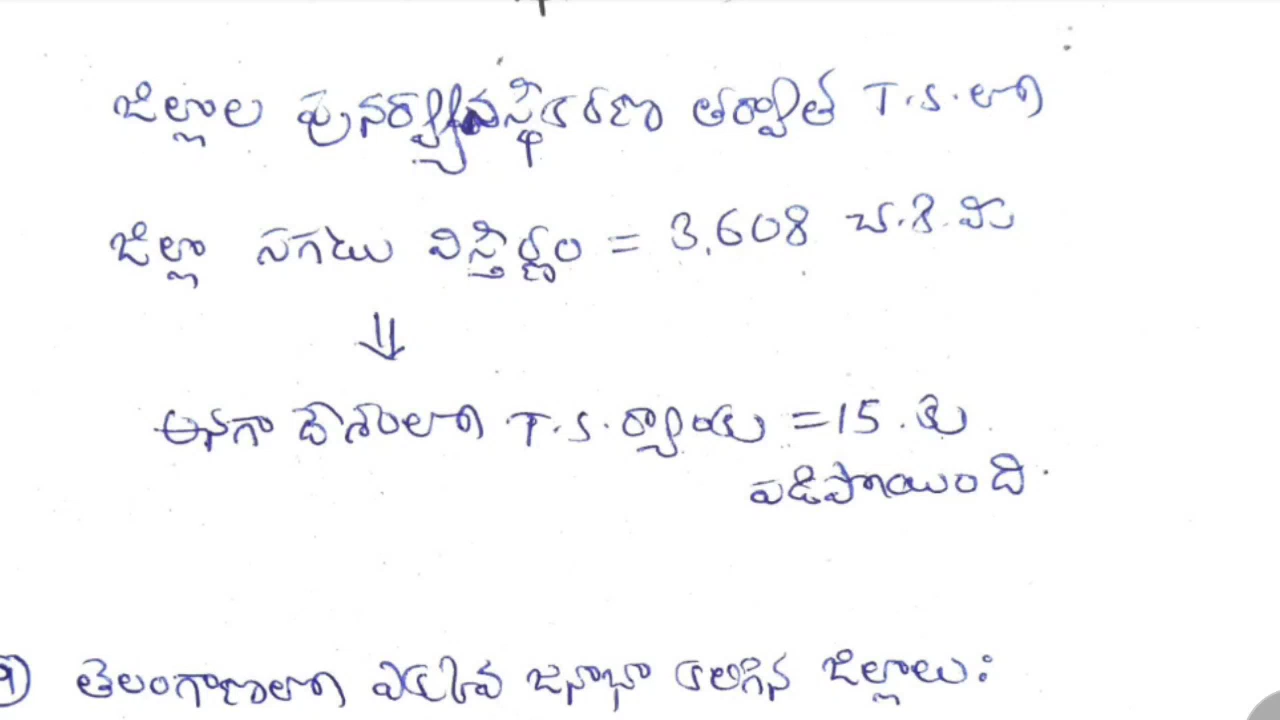 జిల్లాల పునర్వ్యవస్థీకరణ తర్వాత T.S.లో
జిల్లా సగటు విస్తీర్ణం = 3,608 చ.కి.మీ
⇓
అనగా దేశంలో T.S. ర్యాంకు = 15.కు
పడిపోయింది.
9) తెలంగాణలో ఎక్కువ జనాభా కలిగిన జిల్లాలు: